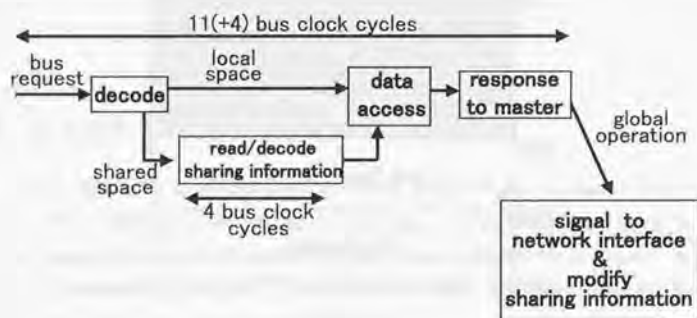 11(+4) bus clock cycles
bus
request
decode
local
space
data
access
response
to master
global
operation
shared
space
read/decode
sharing information
4 bus clock
cycles
signal to
network interface
&
modify
sharing information